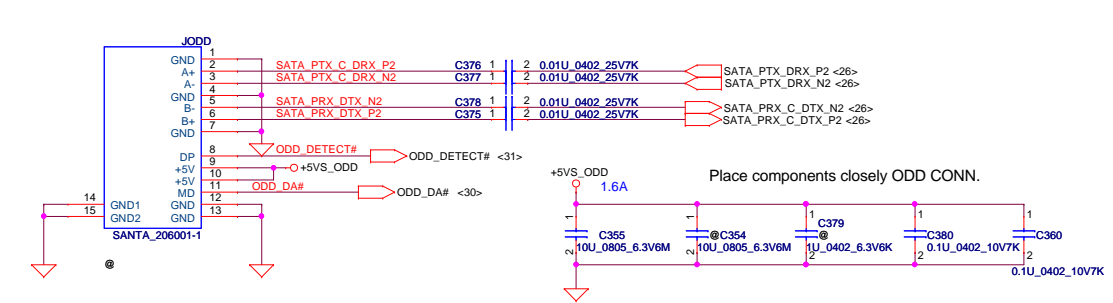 JODD
GND 1
A+ 2 SATA_PTX_C_DRX_P2 C376 1 2 0.01U_0402_25V7K SATA_PTX_DRX_P2 <26>
A- 3 SATA_PTX_C_DRX_N2 C377 1 2 0.01U_0402_25V7K SATA_PTX_DRX_N2 <26>
GND 4
B- 5 SATA_PRX_DTX_N2 C378 1 2 0.01U_0402_25V7K SATA_PRX_C_DTX_N2 <26>
B+ 6 SATA_PRX_DTX_P2 C375 1 2 0.01U_0402_25V7K SATA_PRX_C_DTX_P2 <26>
GND 7
DP 8 ODD_DETECT# ODD_DETECT# <31>
+5V 9 +5VS_ODD
+5V 10
MD 11 ODD_DA# ODD_DA# <30>
14 GND1 GND 12
15 GND2 GND 13
SANTA_206001-1
@
Place components closely ODD CONN.
+5VS_ODD
1.6A
1 1 1 1 1
C355 @C354 C379 C380 C360
@
10U_0805_6.3V6M 10U_0805_6.3V6M 1U_0402_6.3V6K 0.1U_0402_10V7K
2 2 2 2 2
0.1U_0402_10V7K